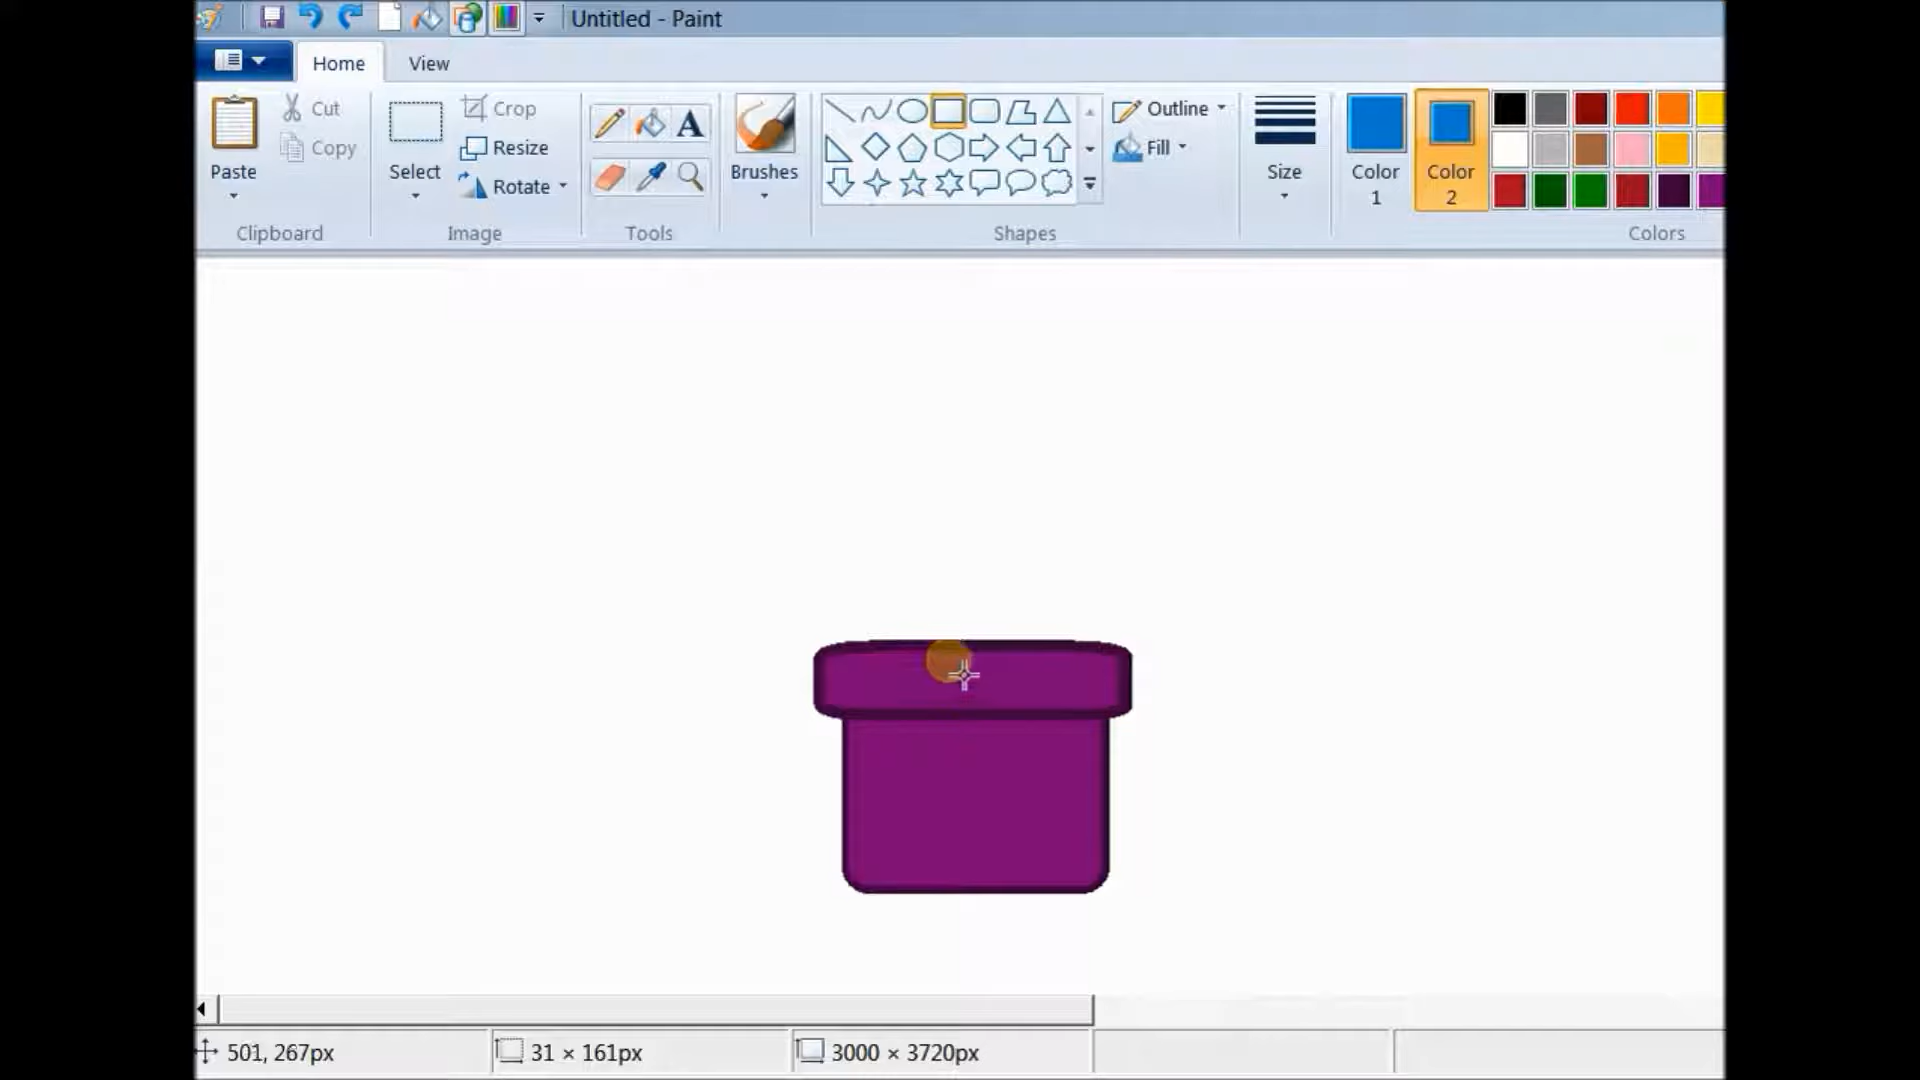 Untitled - Paint
Home View
Cut
Copy
Paste
Clipboard
Crop
Resize
Rotate
Select
Image
A
Tools
Brushes
Shapes
Outline
Fill
Size
Color 1
Color 2
Colors
501, 267px 31 × 161px 3000 × 3720px